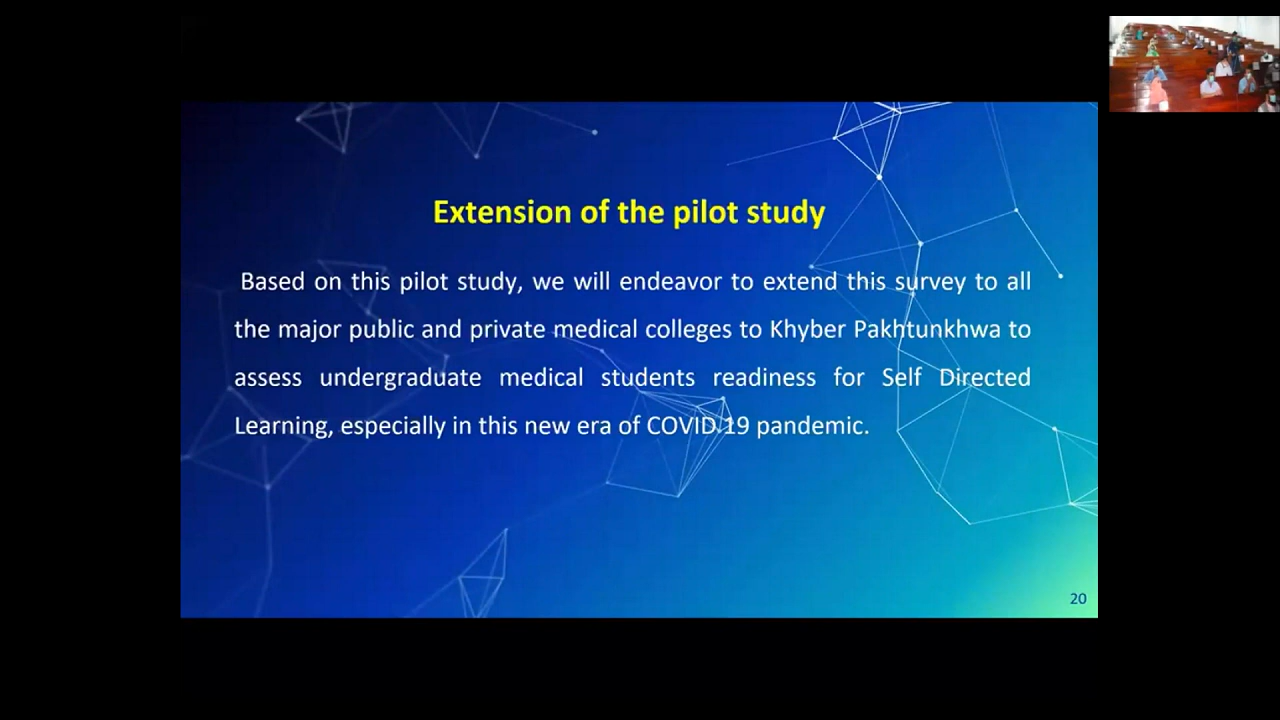 Extension of the pilot study
Based on this pilot study, we will endeavor to extend this survey to all
the major public and private medical colleges to Khyber Pakhtunkhwa to
assess undergraduate medical students readiness for Self Directed
Learning, especially in this new era of COVID 19 pandemic.
20